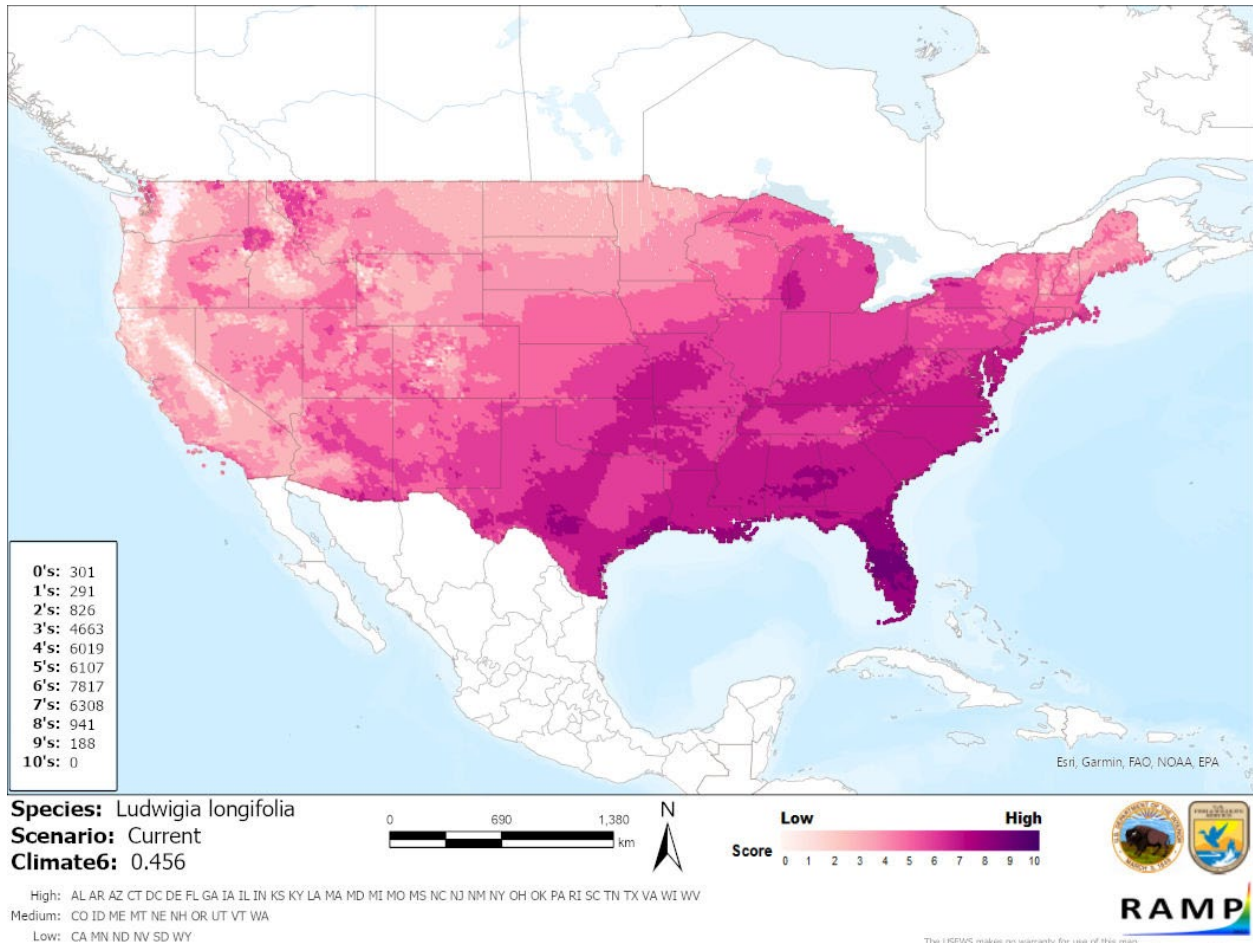 0's: 301
1's: 291
2's: 826
3's: 4663
4's: 6019
5's: 6107
6's: 7817
7's: 6308
8's: 941
9's: 188
10's: 0
Esri, Garmin, FAO, NOAA, EPA
Species: Ludwigia longifolia
Scenario: Current
Climate6: 0.456
0 690 1,380
km
N
Low High
Score 0 1 2 3 4 5 6 7 8 9 10
High: AL AR AZ CT DC DE FL GA IA IL IN KS KY LA MA MD MI MO MS NC NJ NM NY OH OK PA RI SC TN TX VA WI WV
Medium: CO ID ME MT NE NH OR UT VT WA
Low: CA MN ND NV SD WY
RAMP
The USFWS makes no warranty for use of this map